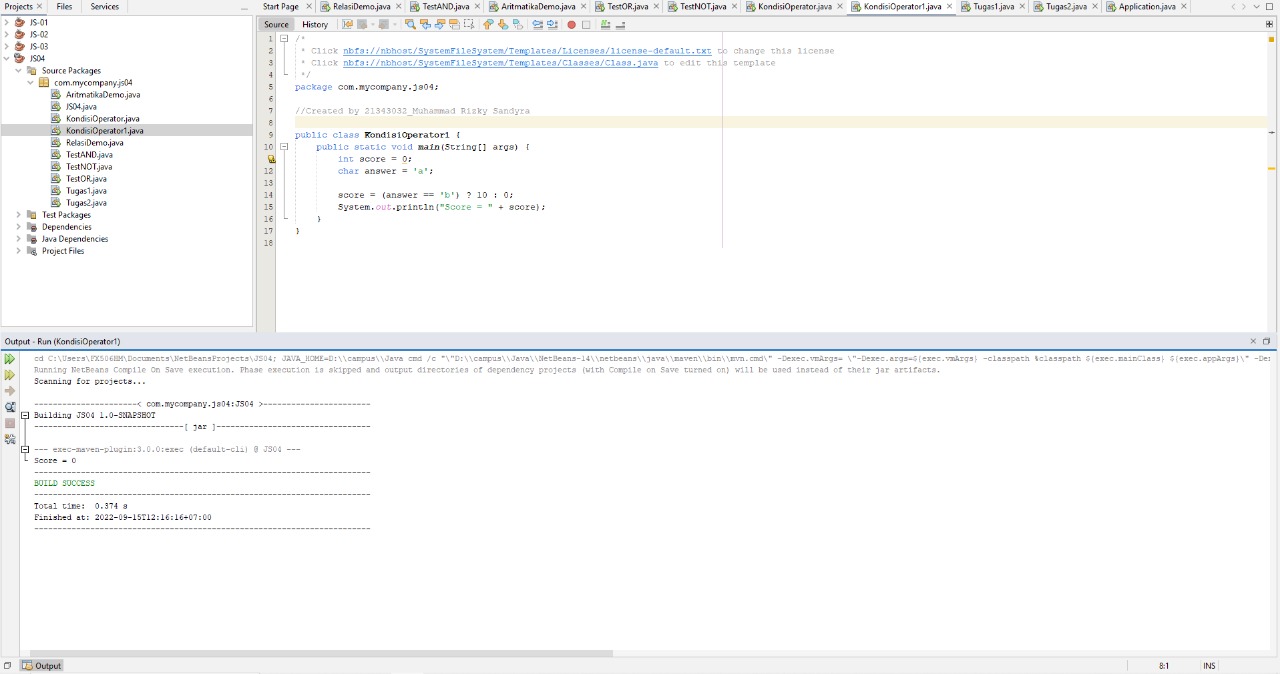 Projects Files Services
JS-01
JS-02
JS-03
JS04
Source Packages
com.mycompany.js04
AritmatikaDemo.java
JS04.java
KondisiOperator.java
KondisiOperator1.java
RelasiDemo.java
TestAND.java
TestNOT.java
TestOR.java
Tugas1.java
Tugas2.java
Test Packages
Dependencies
Java Dependencies
Project Files
Start Page RelasiDemo.java TestAND.java AritmatikaDemo.java TestOR.java TestNOT.java KondisiOperator.java KondisiOperator1.java Tugas1.java Tugas2.java Application.java
Source History
1 /*
2 * Click nbfs://nbhost/SystemFileSystem/Templates/Licenses/license-default.txt to change this license
3 * Click nbfs://nbhost/SystemFileSystem/Templates/Classes/Class.java to edit this template
4 */
5 package com.mycompany.js04;
6
7 //Created by 21343032_Muhammad Rizky Sandyra
8
9 public class KondisiOperator1 {
10 public static void main(String[] args) {
int score = 0;
12 char answer = 'a';
13
14 score = (answer == 'b') ? 10 : 0;
15 System.out.println("Score = " + score);
16 }
17 }
18
Output - Run (KondisiOperator1)
cd C:\Users\FX506HM\Documents\NetBeansProjects\JS04; JAVA_HOME=D:\\campus\\Java cmd /c "\"D:\\campus\\Java\\NetBeans-14\\netbeans\\java\\maven\\bin\\mvn.cmd\" -Dexec.vmArgs= \"-Dexec.args=${exec.vmArgs} -classpath %classpath ${exec.mainClass} ${exec.appArgs}\" -De
Running NetBeans Compile On Save execution. Phase execution is skipped and output directories of dependency projects (with Compile on Save turned on) will be used instead of their jar artifacts.
Scanning for projects...
----------------------< com.mycompany.js04:JS04 >-----------------------
Building JS04 1.0-SNAPSHOT
--------------------------------[ jar ]---------------------------------
--- exec-maven-plugin:3.0.0:exec (default-cli) @ JS04 ---
Score = 0
------------------------------------------------------------------------
BUILD SUCCESS
------------------------------------------------------------------------
Total time: 0.374 s
Finished at: 2022-09-15T12:16:16+07:00
------------------------------------------------------------------------
Output
8:1 INS